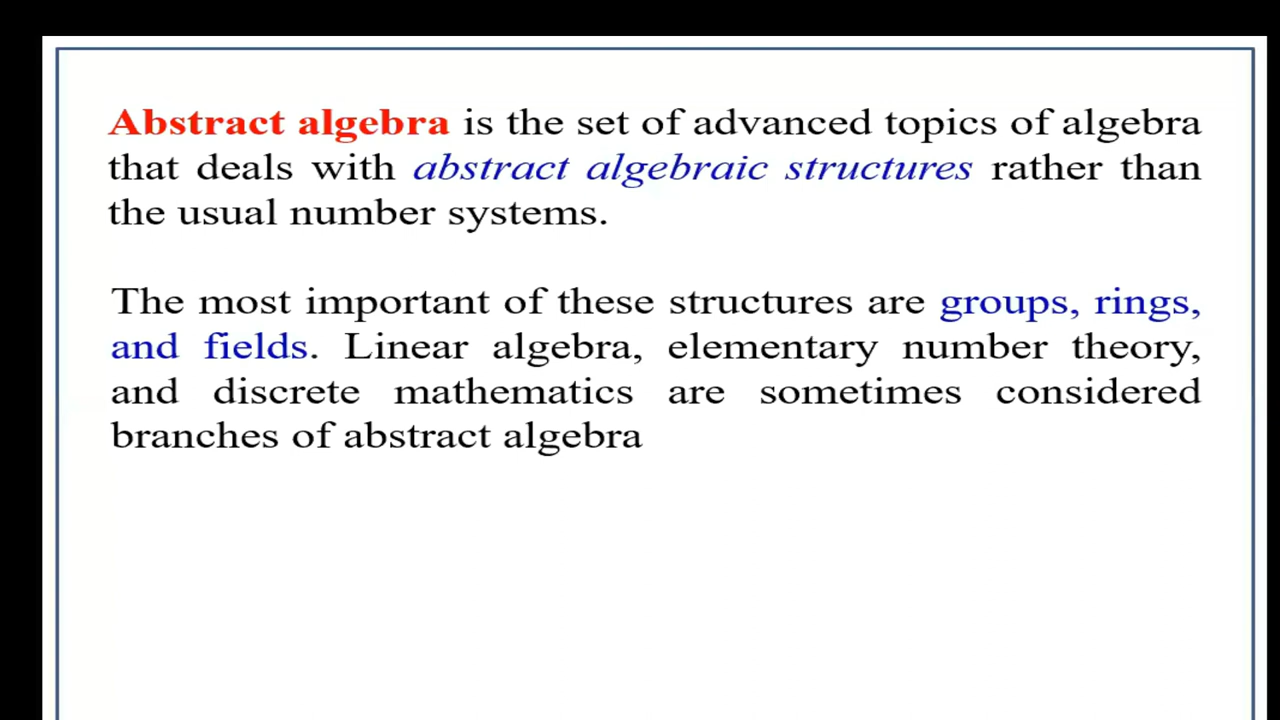 Abstract algebra is the set of advanced topics of algebra
that deals with abstract algebraic structures rather than
the usual number systems.
The most important of these structures are groups, rings,
and fields. Linear algebra, elementary number theory,
and discrete mathematics are sometimes considered
branches of abstract algebra